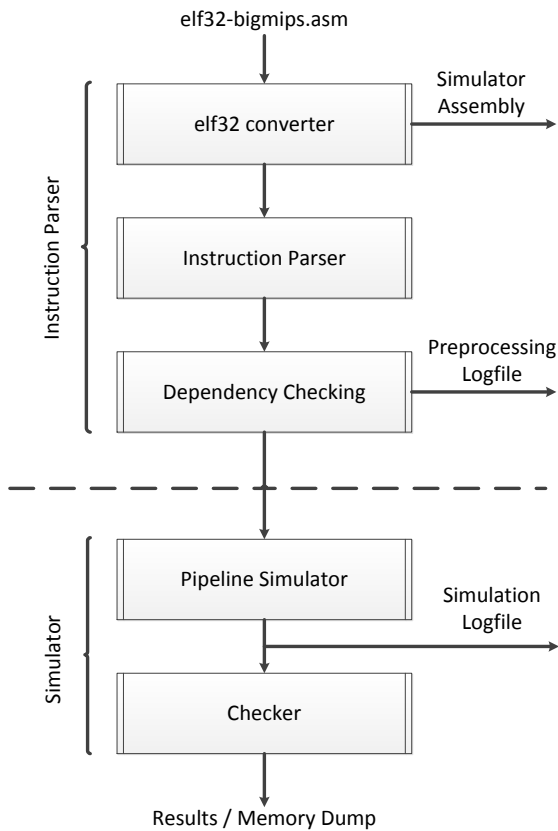 elf32-bigmips.asm
Simulator
Assembly
elf32 converter
Instruction Parser
Instruction Parser
Preprocessing
Logfile
Dependency Checking
Pipeline Simulator
Simulation
Logfile
Simulator
Checker
Results / Memory Dump